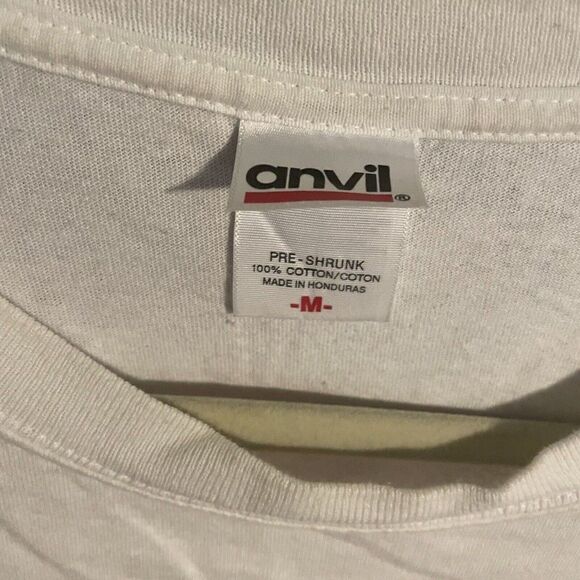 anvil®
PRE-SHRUNK
100% COTTON/COTON
MADE IN HONDURAS
-M-